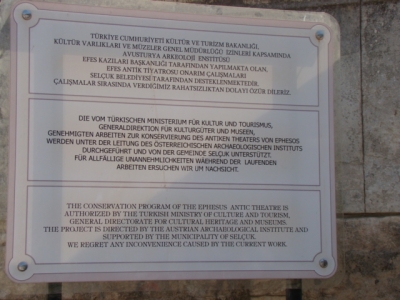 TÜRKİYE CUMHURİYETİ KÜLTÜR VE TURİZM BAKANLIĞI,
KÜLTÜR VARLIKLARI VE MÜZELER GENEL MÜDÜRLÜĞÜ İZİNLERİ KAPSAMINDA
AVUSTURYA ARKEOLOJİ ENSTİTÜSÜ
EFES KAZILARI BAŞKANLIĞI TARAFINDAN YAPILMAKTA OLAN,
EFES ANTİK TİYATROSU ONARIM ÇALIŞMALARI
SELÇUK BELEDİYESİ TARAFINDAN DESTEKLENMEKTEDİR.
ÇALIŞMALAR SIRASINDA VERDİĞİMİZ RAHATSIZLIKTAN DOLAYI ÖZÜR DİLERİZ.
DIE VOM TÜRKISCHEN MINISTERIUM FÜR KULTUR UND TOURISMUS,
GENERALDIREKTION FÜR KULTURGÜTER UND MUSEEN,
GENEHMIGTEN ARBEITEN ZUR KONSERVIERUNG DES ANTIKEN THEATERS VON EPHESOS
WERDEN UNTER DER LEITUNG DES ÖSTERREICHISCHEN ARCHAEOLOGISCHEN INSTITUTS
DURCHGEFÜHRT UND VON DER GEMEINDE SELÇUK UNTERSTÜTZT.
FÜR ALLFÄLLIGE UNANNEHMLICHKEITEN WAEHREND DER LAUFENDEN
ARBEITEN ERSUCHEN WIR UM NACHSICHT.
THE CONSERVATION PROGRAM OF THE EPHESUS ANTIC THEATRE IS
AUTHORIZED BY THE TURKISH MINISTRY OF CULTURE AND TOURISM,
GENERAL DIRECTORATE FOR CULTURAL HERITAGE AND MUSEUMS.
THE PROJECT IS DIRECTED BY THE AUSTRIAN ARCHAEOLOGICAL INSTITUTE AND
SUPPORTED BY THE MUNICIPALITY OF SELÇUK.
WE REGRET ANY INCONVENIENCE CAUSED BY THE CURRENT WORK.